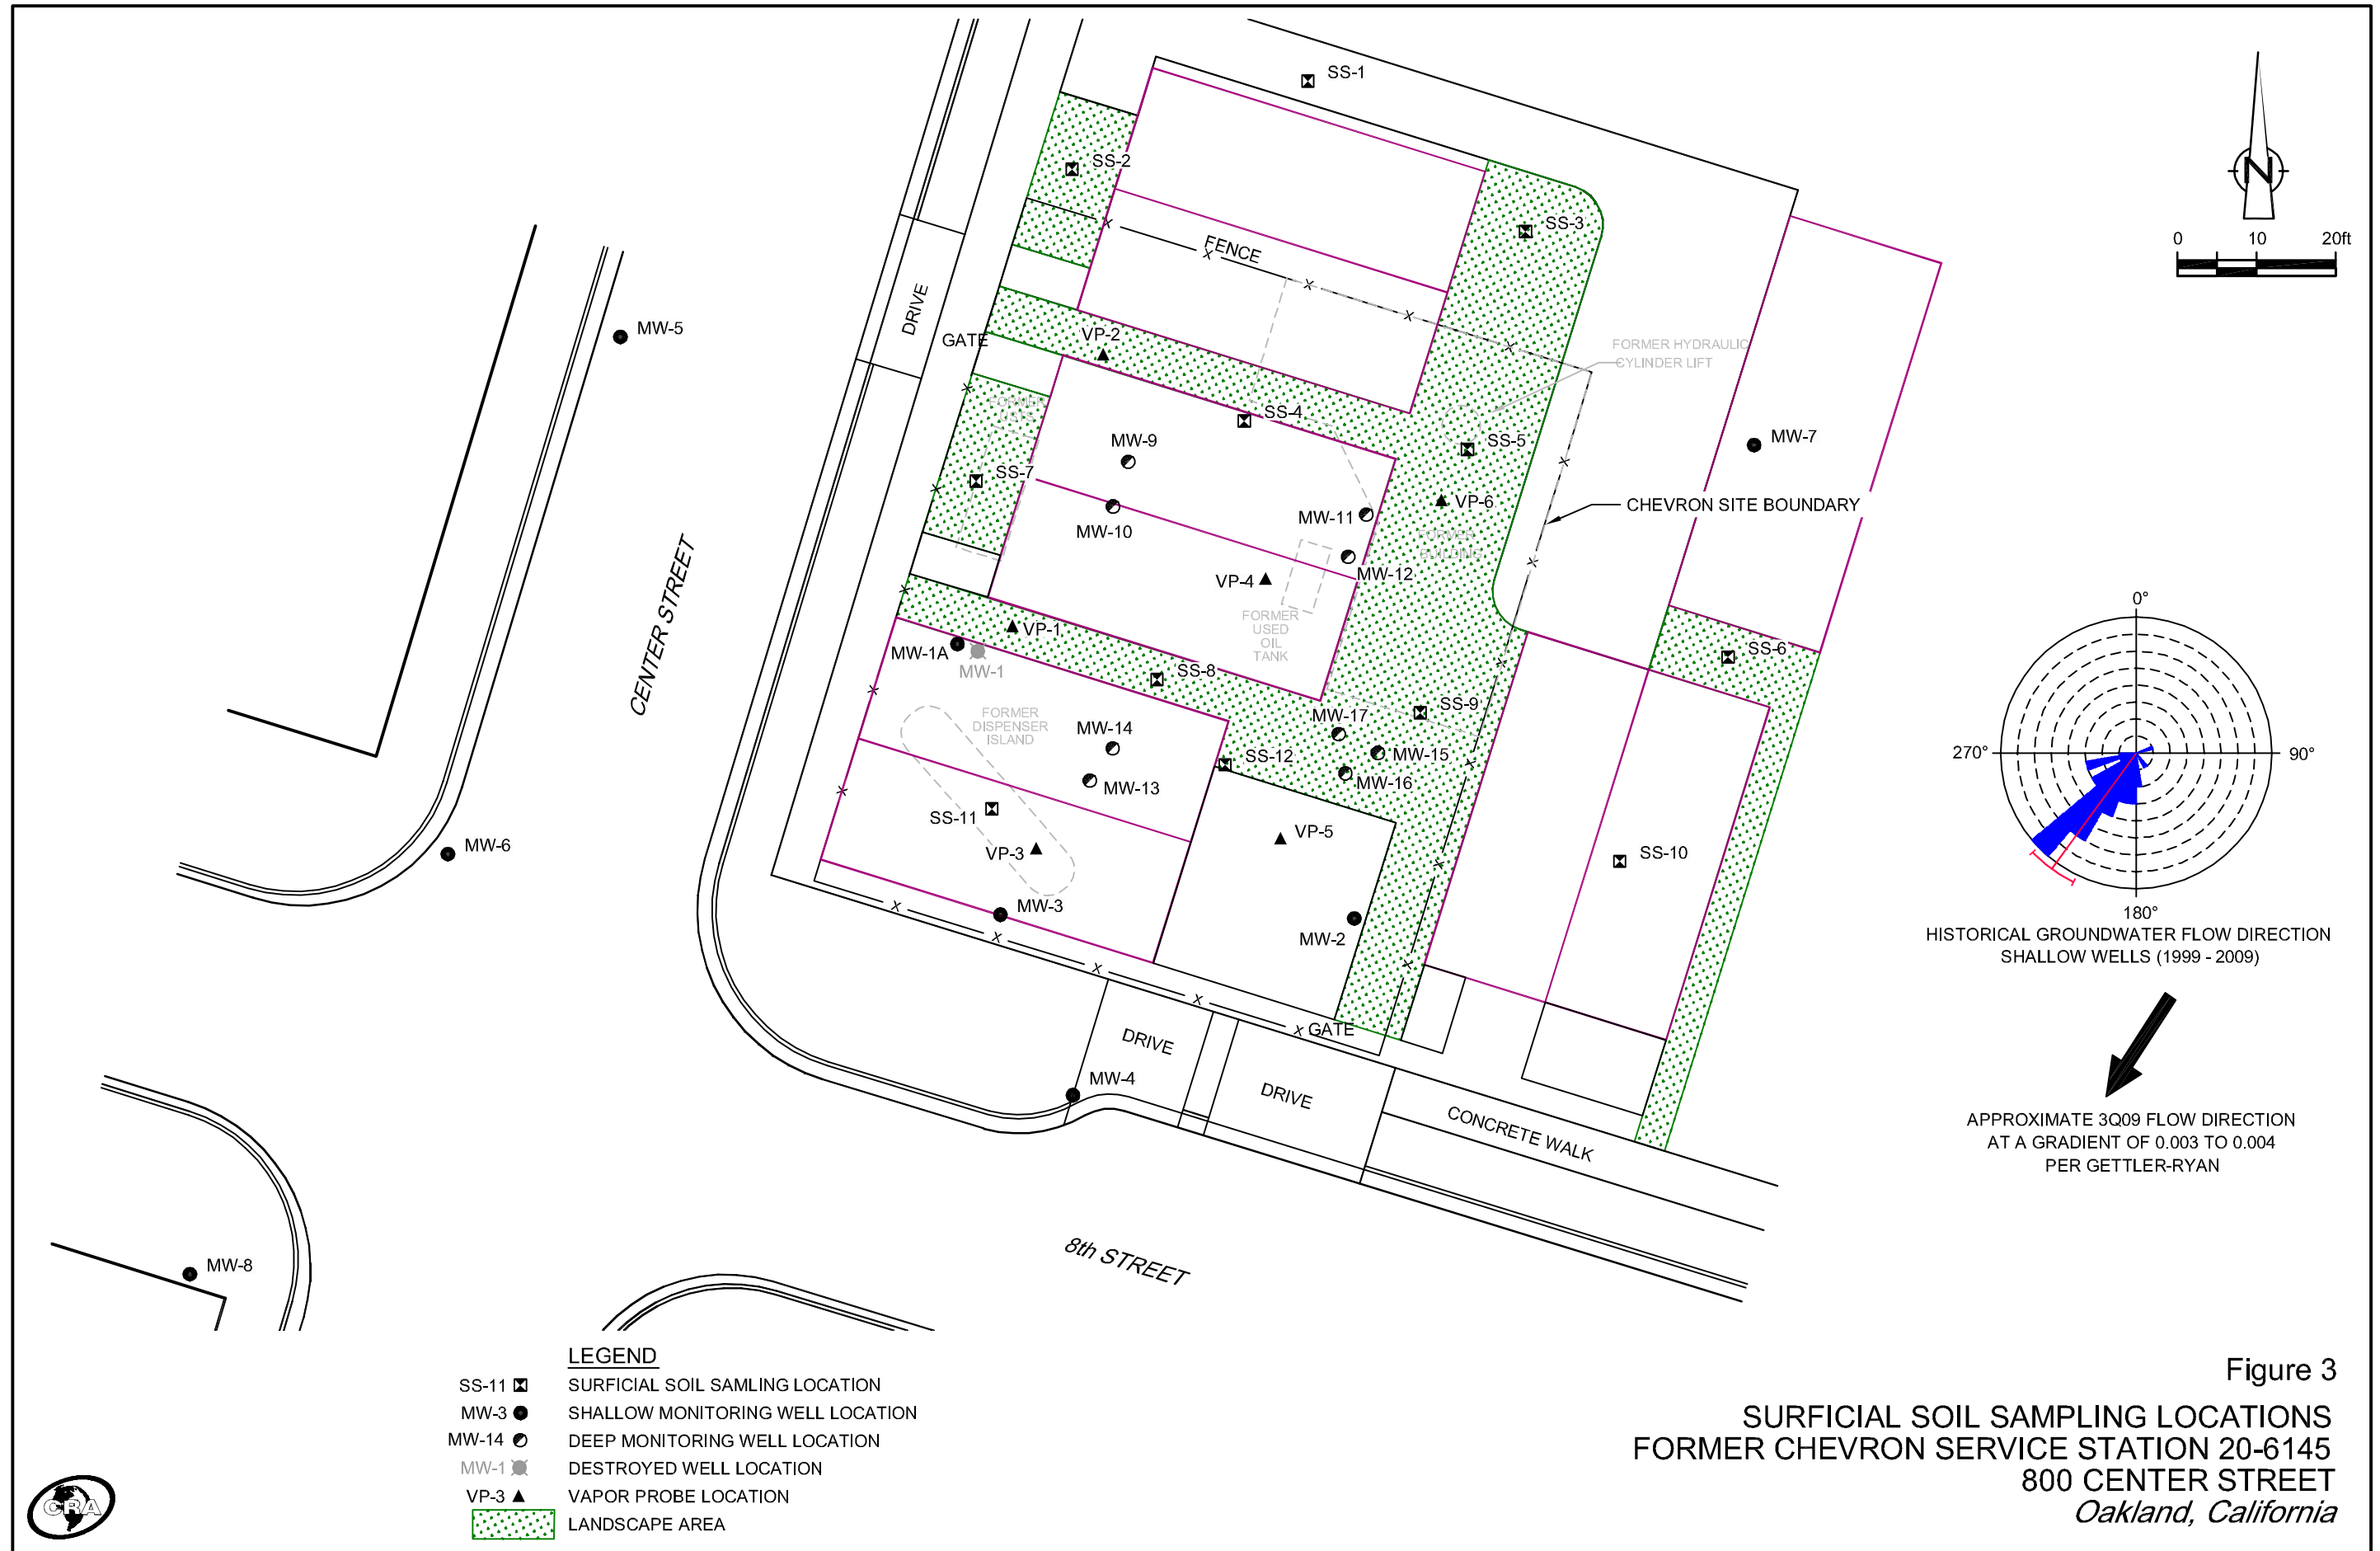 SS-1
SS-2
SS-3
FENCE
DRIVE
GATE
VP-2
MW-5
FORMER HYDRAULIC
CYLINDER LIFT
N
0 10 20ft
FORMER
SS-4
MW-9
SS-5
MW-7
SS-7
MW-10
MW-11
VP-6
CHEVRON SITE BOUNDARY
FORMER
BUILDING
MW-12
VP-4
FORMER
USED
OIL
TANK
CENTER STREET
VP-1
MW-1A
MW-1
SS-8
SS-6
SS-9
MW-17
FORMER
DISPENSER
ISLAND
MW-14
SS-12
MW-15
MW-16
MW-13
SS-11
VP-3
VP-5
SS-10
MW-6
MW-3
MW-2
GATE
DRIVE
MW-4
DRIVE
CONCRETE WALK
8th STREET
MW-8
0°
270°
90°
180°
HISTORICAL GROUNDWATER FLOW DIRECTION
SHALLOW WELLS (1999 - 2009)
APPROXIMATE 3Q09 FLOW DIRECTION
AT A GRADIENT OF 0.003 TO 0.004
PER GETTLER-RYAN
LEGEND
SS-11 SURFICIAL SOIL SAMLING LOCATION
MW-3 SHALLOW MONITORING WELL LOCATION
MW-14 DEEP MONITORING WELL LOCATION
MW-1 DESTROYED WELL LOCATION
VP-3 VAPOR PROBE LOCATION
LANDSCAPE AREA
CRA
Figure 3
SURFICIAL SOIL SAMPLING LOCATIONS
FORMER CHEVRON SERVICE STATION 20-6145
800 CENTER STREET
Oakland, California